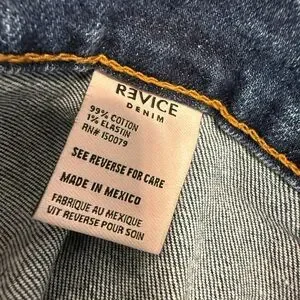 REVICE
DENIM
99% COTTON
1% ELASTIN
RN# 150079
SEE REVERSE FOR CARE
MADE IN MEXICO
FABRIQUE AU MEXIQUE
VIT REVERSE POUR SOIN